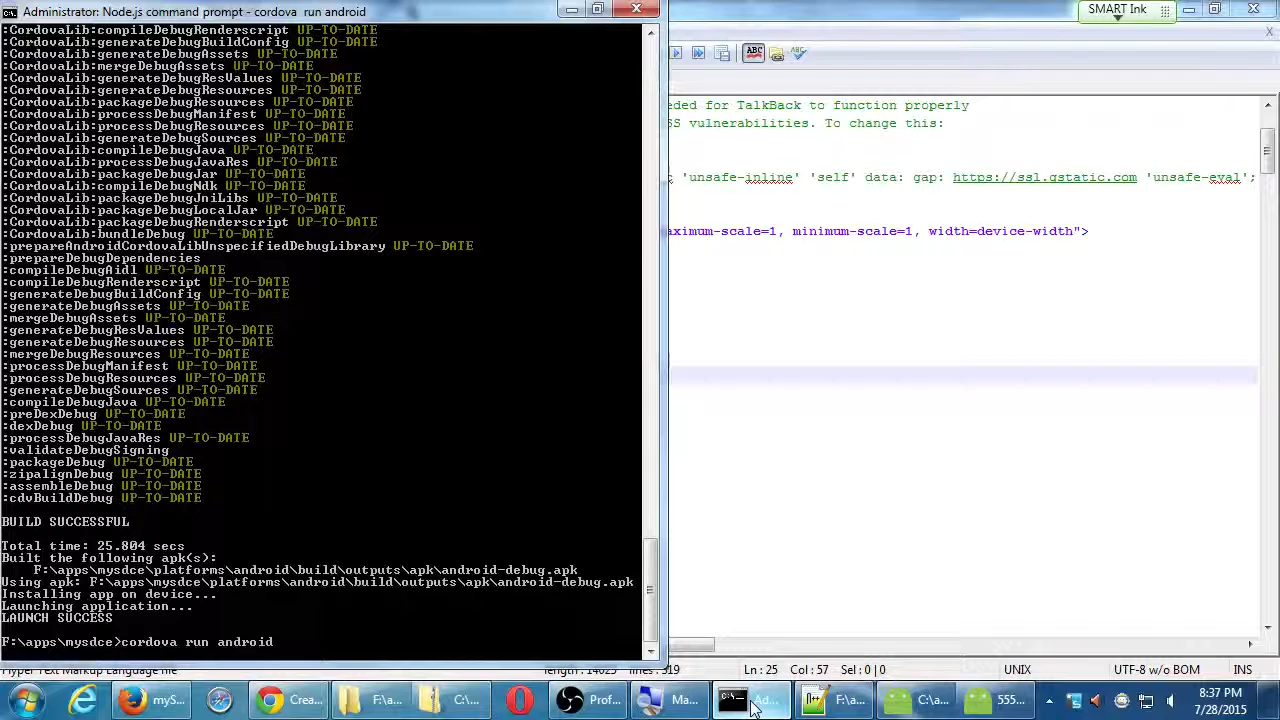 Administrator: Node.js command prompt - cordova  run android
SMART Ink
:CordovaLib:compileDebugRenderscript UP-TO-DATE
:CordovaLib:generateDebugBuildConfig UP-TO-DATE
:CordovaLib:generateDebugAssets UP-TO-DATE
:CordovaLib:mergeDebugAssets UP-TO-DATE
:CordovaLib:generateDebugResValues UP-TO-DATE
:CordovaLib:generateDebugResources UP-TO-DATE
:CordovaLib:packageDebugResources UP-TO-DATE
:CordovaLib:processDebugManifest UP-TO-DATE
:CordovaLib:processDebugResources UP-TO-DATE
:CordovaLib:generateDebugSources UP-TO-DATE
:CordovaLib:compileDebugJava UP-TO-DATE
:CordovaLib:processDebugJavaRes UP-TO-DATE
:CordovaLib:packageDebugJar UP-TO-DATE
:CordovaLib:compileDebugNdk UP-TO-DATE
:CordovaLib:packageDebugJniLibs UP-TO-DATE
:CordovaLib:packageDebugLocalJar UP-TO-DATE
:CordovaLib:packageDebugRenderscript UP-TO-DATE
:CordovaLib:bundleDebug UP-TO-DATE
:prepareAndroidCordovaLibUnspecifiedDebugLibrary UP-TO-DATE
:prepareDebugDependencies
:compileDebugAidl UP-TO-DATE
:compileDebugRenderscript UP-TO-DATE
:generateDebugBuildConfig UP-TO-DATE
:generateDebugAssets UP-TO-DATE
:mergeDebugAssets UP-TO-DATE
:generateDebugResValues UP-TO-DATE
:generateDebugResources UP-TO-DATE
:mergeDebugResources UP-TO-DATE
:processDebugManifest UP-TO-DATE
:processDebugResources UP-TO-DATE
:generateDebugSources UP-TO-DATE
:compileDebugJava UP-TO-DATE
:preDexDebug UP-TO-DATE
:dexDebug UP-TO-DATE
:processDebugJavaRes UP-TO-DATE
:validateDebugSigning
:packageDebug UP-TO-DATE
:zipalignDebug UP-TO-DATE
:assembleDebug UP-TO-DATE
:cdvBuildDebug UP-TO-DATE
BUILD SUCCESSFUL
Total time: 25.804 secs
Built the following apk(s):
F:\apps\mysdce\platforms\android\build\outputs\apk\android-debug.apk
Using apk: F:\apps\mysdce\platforms\android\build\outputs\apk\android-debug.apk
Installing app on device...
Launching application...
LAUNCH SUCCESS
F:\apps\mysdce>cordova run android
eded for TalkBack to function properly
SS vulnerabilities. To change this:
'unsafe-inline' 'self' data: gap: https://ssl.gstatic.com 'unsafe-eval';
aximum-scale=1, minimum-scale=1, width=device-width">
Ln:25 Col:57 Sel:0|0 UNIX UTF-8 w/o BOM INS
myS... Crea... F:\a... C:\... Prof... Ma... Ad... F:\a... C:\a... 555...
8:37 PM
7/28/2015